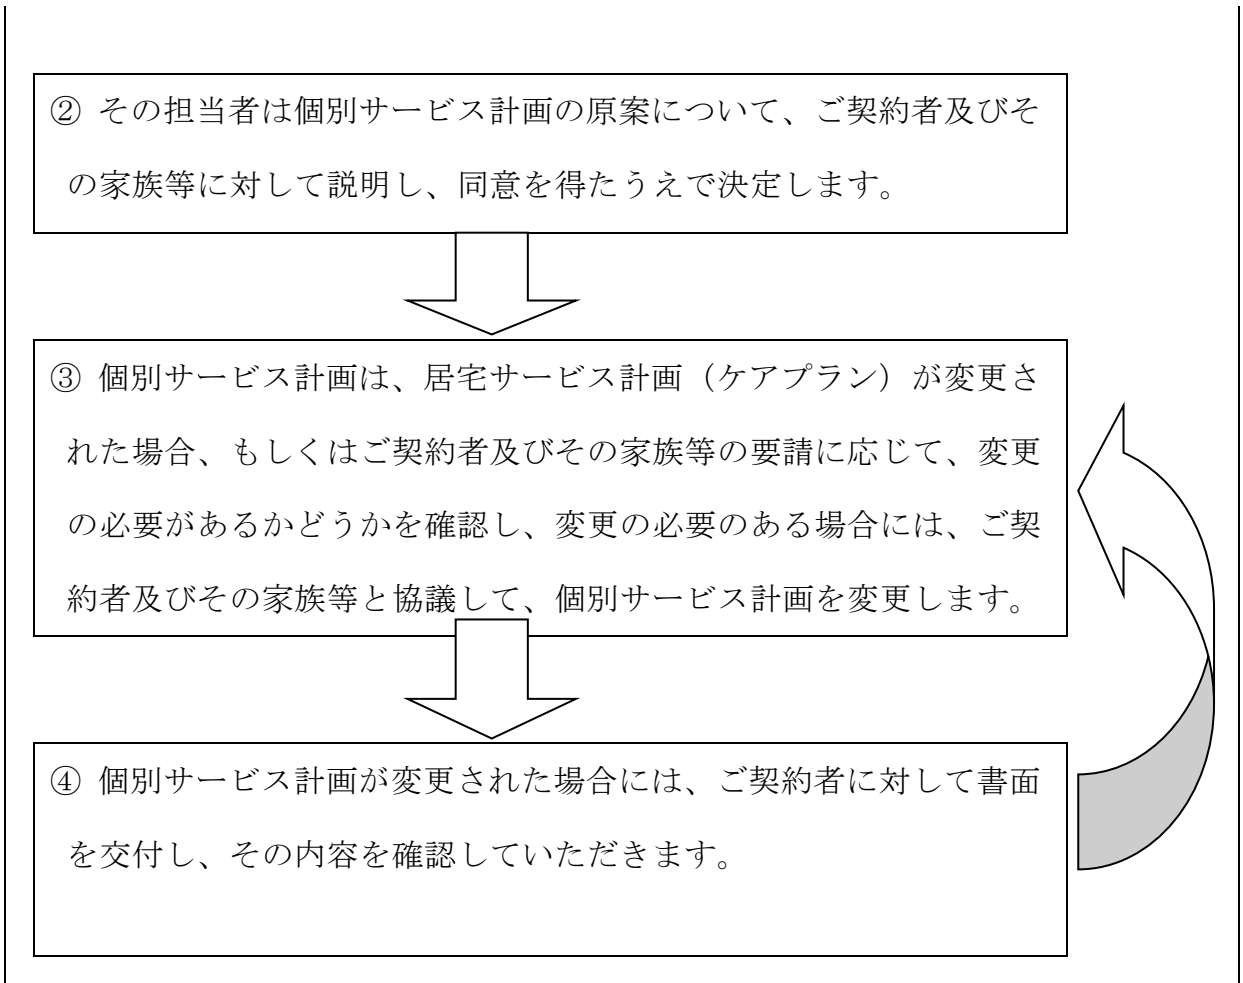 ② その担当者は個別サービス計画の原案について、ご契約者及びそ
の家族等に対して説明し、同意を得たうえで決定します。
③ 個別サービス計画は、居宅サービス計画（ケアプラン）が変更さ
れた場合、もしくはご契約者及びその家族等の要請に応じて、変更
の必要があるかどうかを確認し、変更の必要のある場合には、ご契
約者及びその家族等と協議して、個別サービス計画を変更します。
④ 個別サービス計画が変更された場合には、ご契約者に対して書面
を交付し、その内容を確認していただきます。